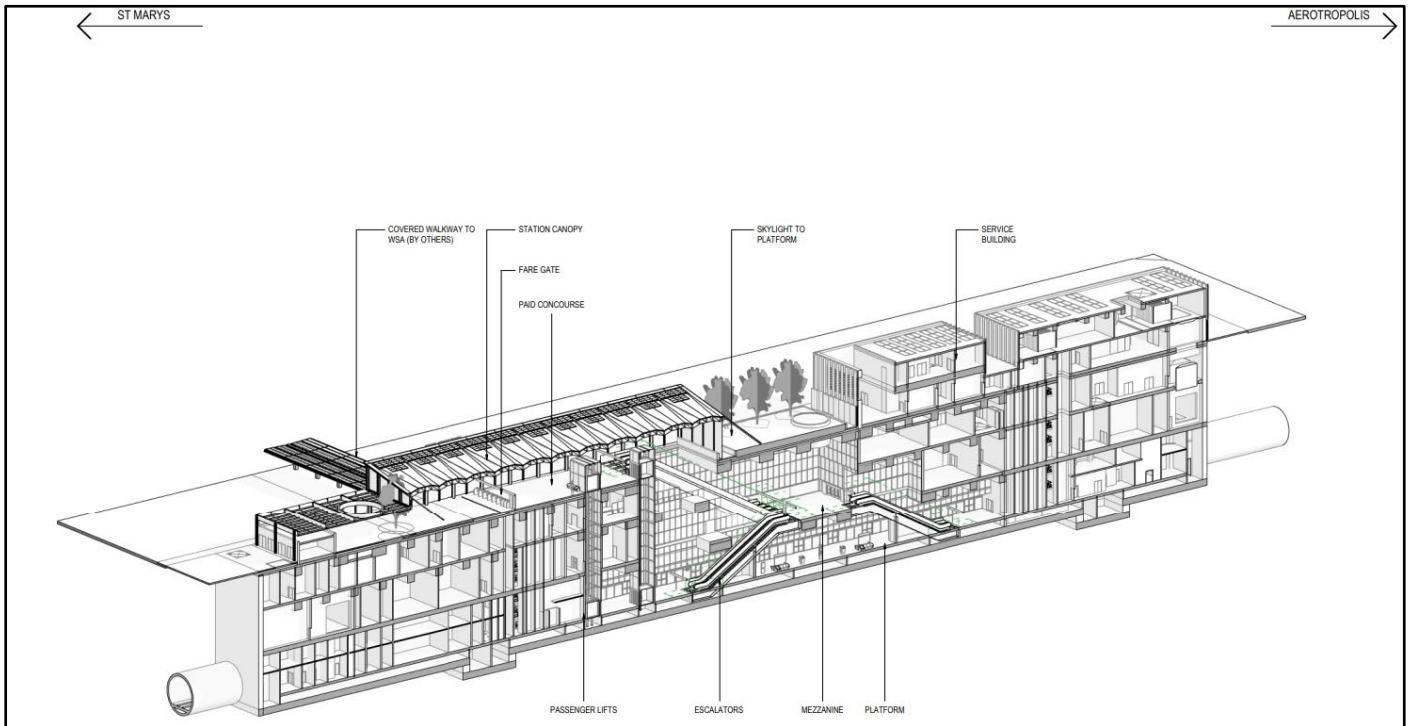 ST MARYS
AEROTROPOLIS
COVERED WALKWAY TO
WSA (BY OTHERS)
STATION CANOPY
FARE GATE
PAID CONCOURSE
SKYLIGHT TO
PLATFORM
SERVICE
BUILDING
PASSENGER LIFTS
ESCALATORS
MEZZANINE
PLATFORM